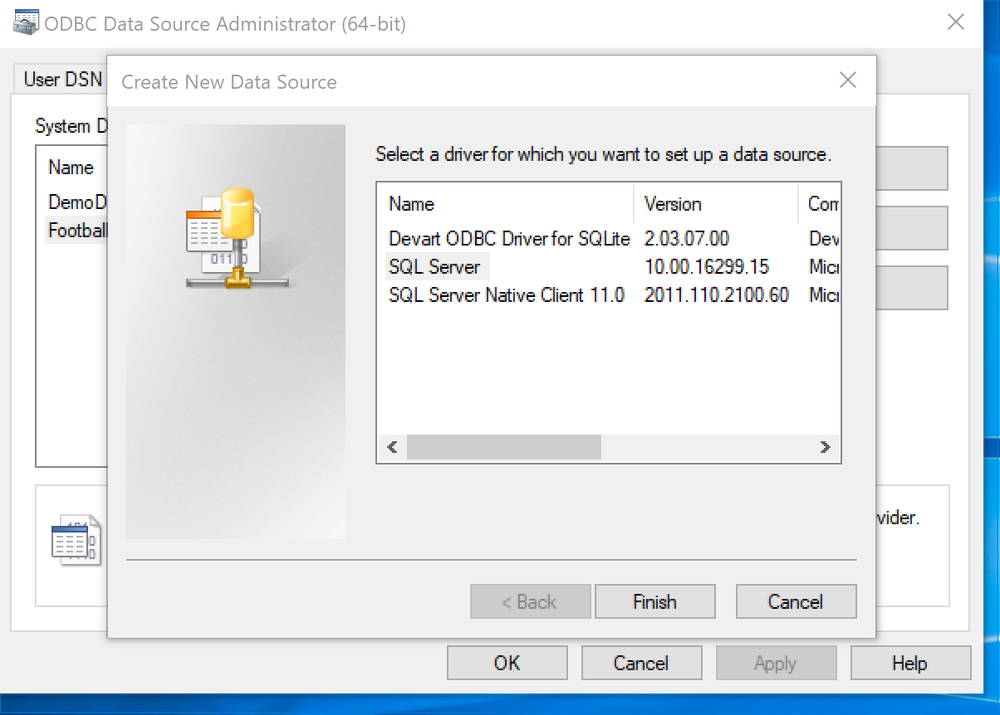 ODBC Data Source Administrator (64-bit)
User DSN
Create New Data Source
System D
Name
DemoD
Football
Select a driver for which you want to set up a data source.
Name Version Com
Devart ODBC Driver for SQLite 2.03.07.00 Dev
SQL Server 10.00.16299.15 Micr
SQL Server Native Client 11.0 2011.110.2100.60 Micr
vider.
< Back Finish Cancel
OK Cancel Apply Help